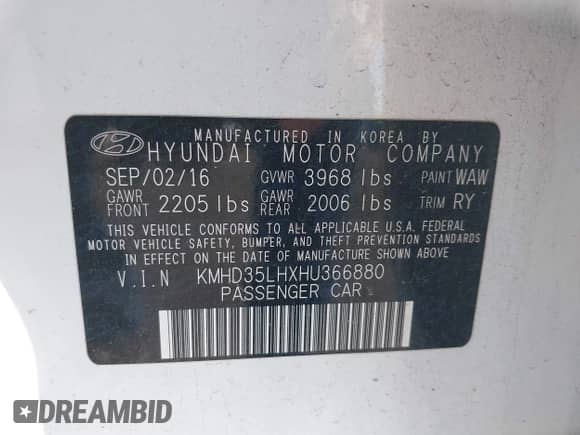 MANUFACTURED IN KOREA BY
HYUNDAI MOTOR COMPANY
SEP/02/16 GVWR 3968 lbs PAINT WAW
GAWR FRONT 2205 lbs GAWR REAR 2006 lbs TRIM RY
THIS VEHICLE CONFORMS TO ALL APPLICABLE U.S.A. FEDERAL
MOTOR VEHICLE SAFETY, BUMPER, AND THEFT PREVENTION STANDARDS
IN EFFECT ON THE DATE OF MANUFACTURE SHOWN ABOVE.
V.I.N KMHD35LHXHU366880
PASSENGER CAR
DREAMBID